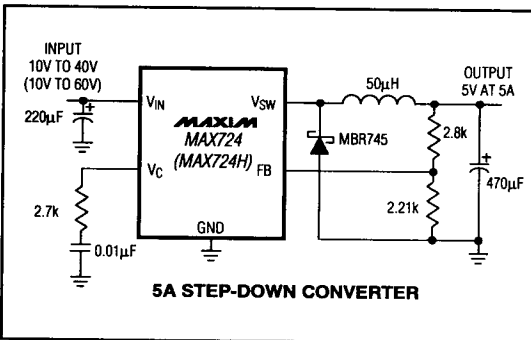 INPUT
10V TO 40V
(10V TO 60V)
220µF
+
VIN
MAXIM
MAX724
(MAX724H)
VSW
VC
FB
GND
2.7k
0.01µF
50µH
MBR745
2.8k
2.21k
OUTPUT
5V AT 5A
+
470µF
5A STEP-DOWN CONVERTER